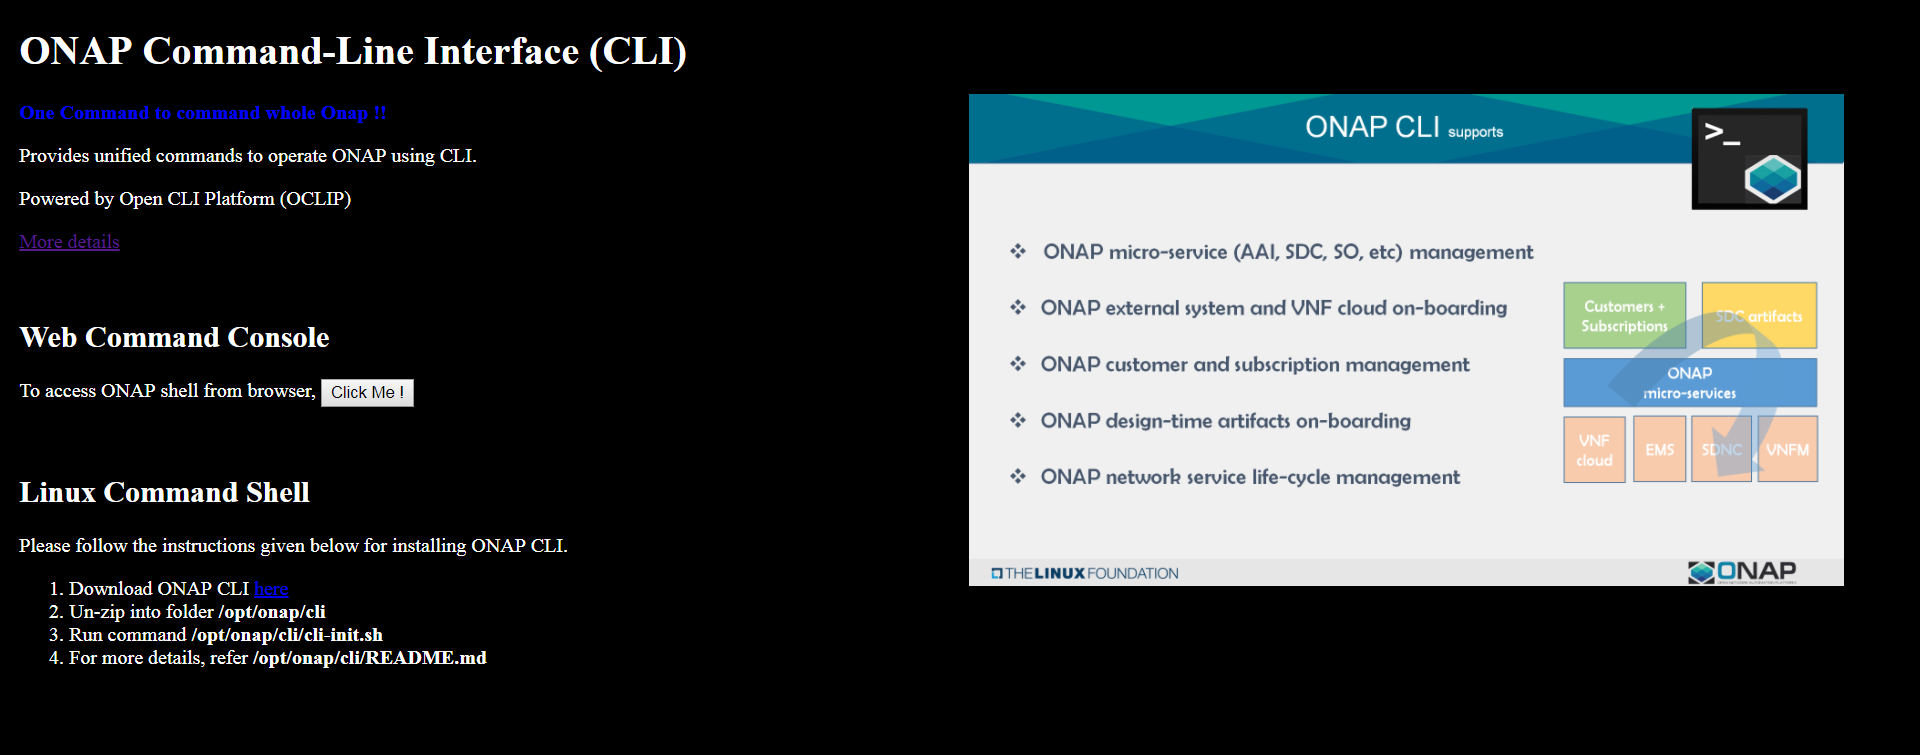 ONAP Command-Line Interface (CLI)
One Command to command whole Onap !!
Provides unified commands to operate ONAP using CLI.
Powered by Open CLI Platform (OCLIP)
More details
Web Command Console
To access ONAP shell from browser, Click Me !
Linux Command Shell
Please follow the instructions given below for installing ONAP CLI.
1. Download ONAP CLI here
2. Un-zip into folder /opt/onap/cli
3. Run command /opt/onap/cli/cli-init.sh
4. For more details, refer /opt/onap/cli/README.md
ONAP CLI supports
>_
❖ ONAP micro-service (AAI, SDC, SO, etc) management
❖ ONAP external system and VNF cloud on-boarding
❖ ONAP customer and subscription management
❖ ONAP design-time artifacts on-boarding
❖ ONAP network service life-cycle management
Customers +
Subscriptions
SDC artifacts
ONAP
micro-services
VNF
cloud
EMS
SDNC
VNFM
THE LINUX FOUNDATION
ONAP